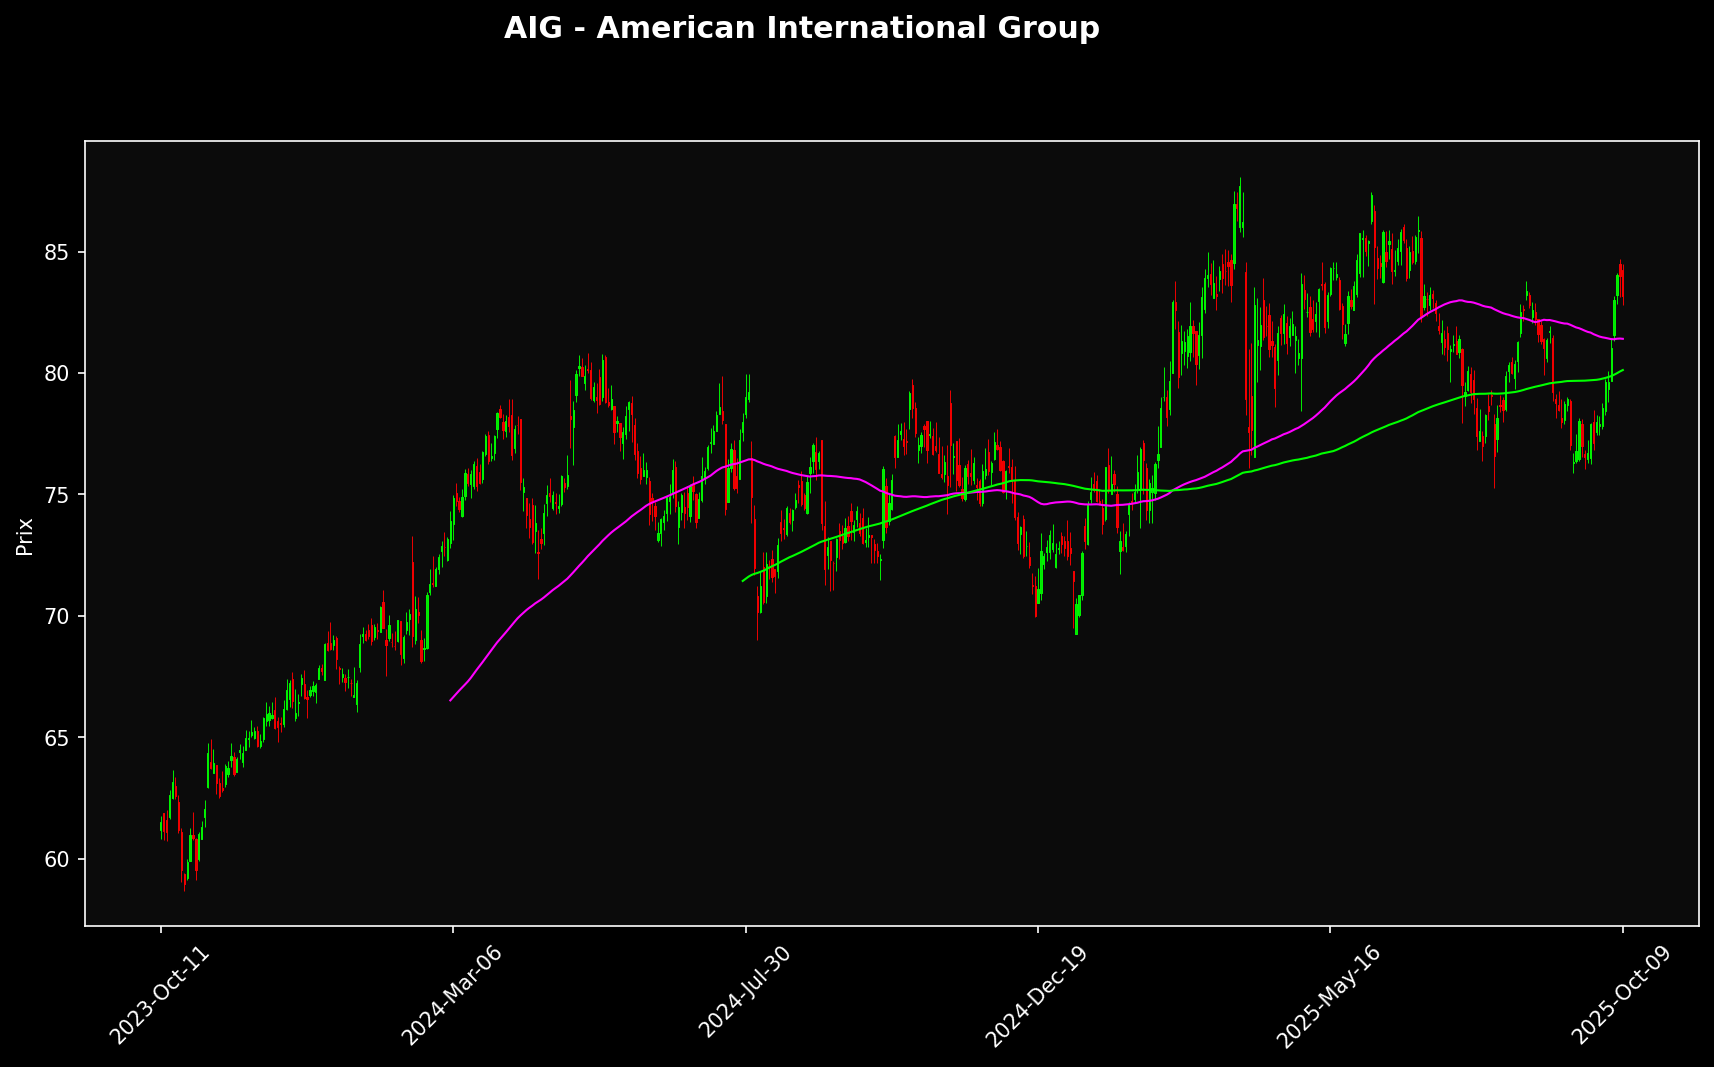 AIG - American International Group
Prix
85
80
75
70
65
60
2023-Oct-11
2024-Mar-06
2024-Jul-30
2024-Dec-19
2025-May-16
2025-Oct-09